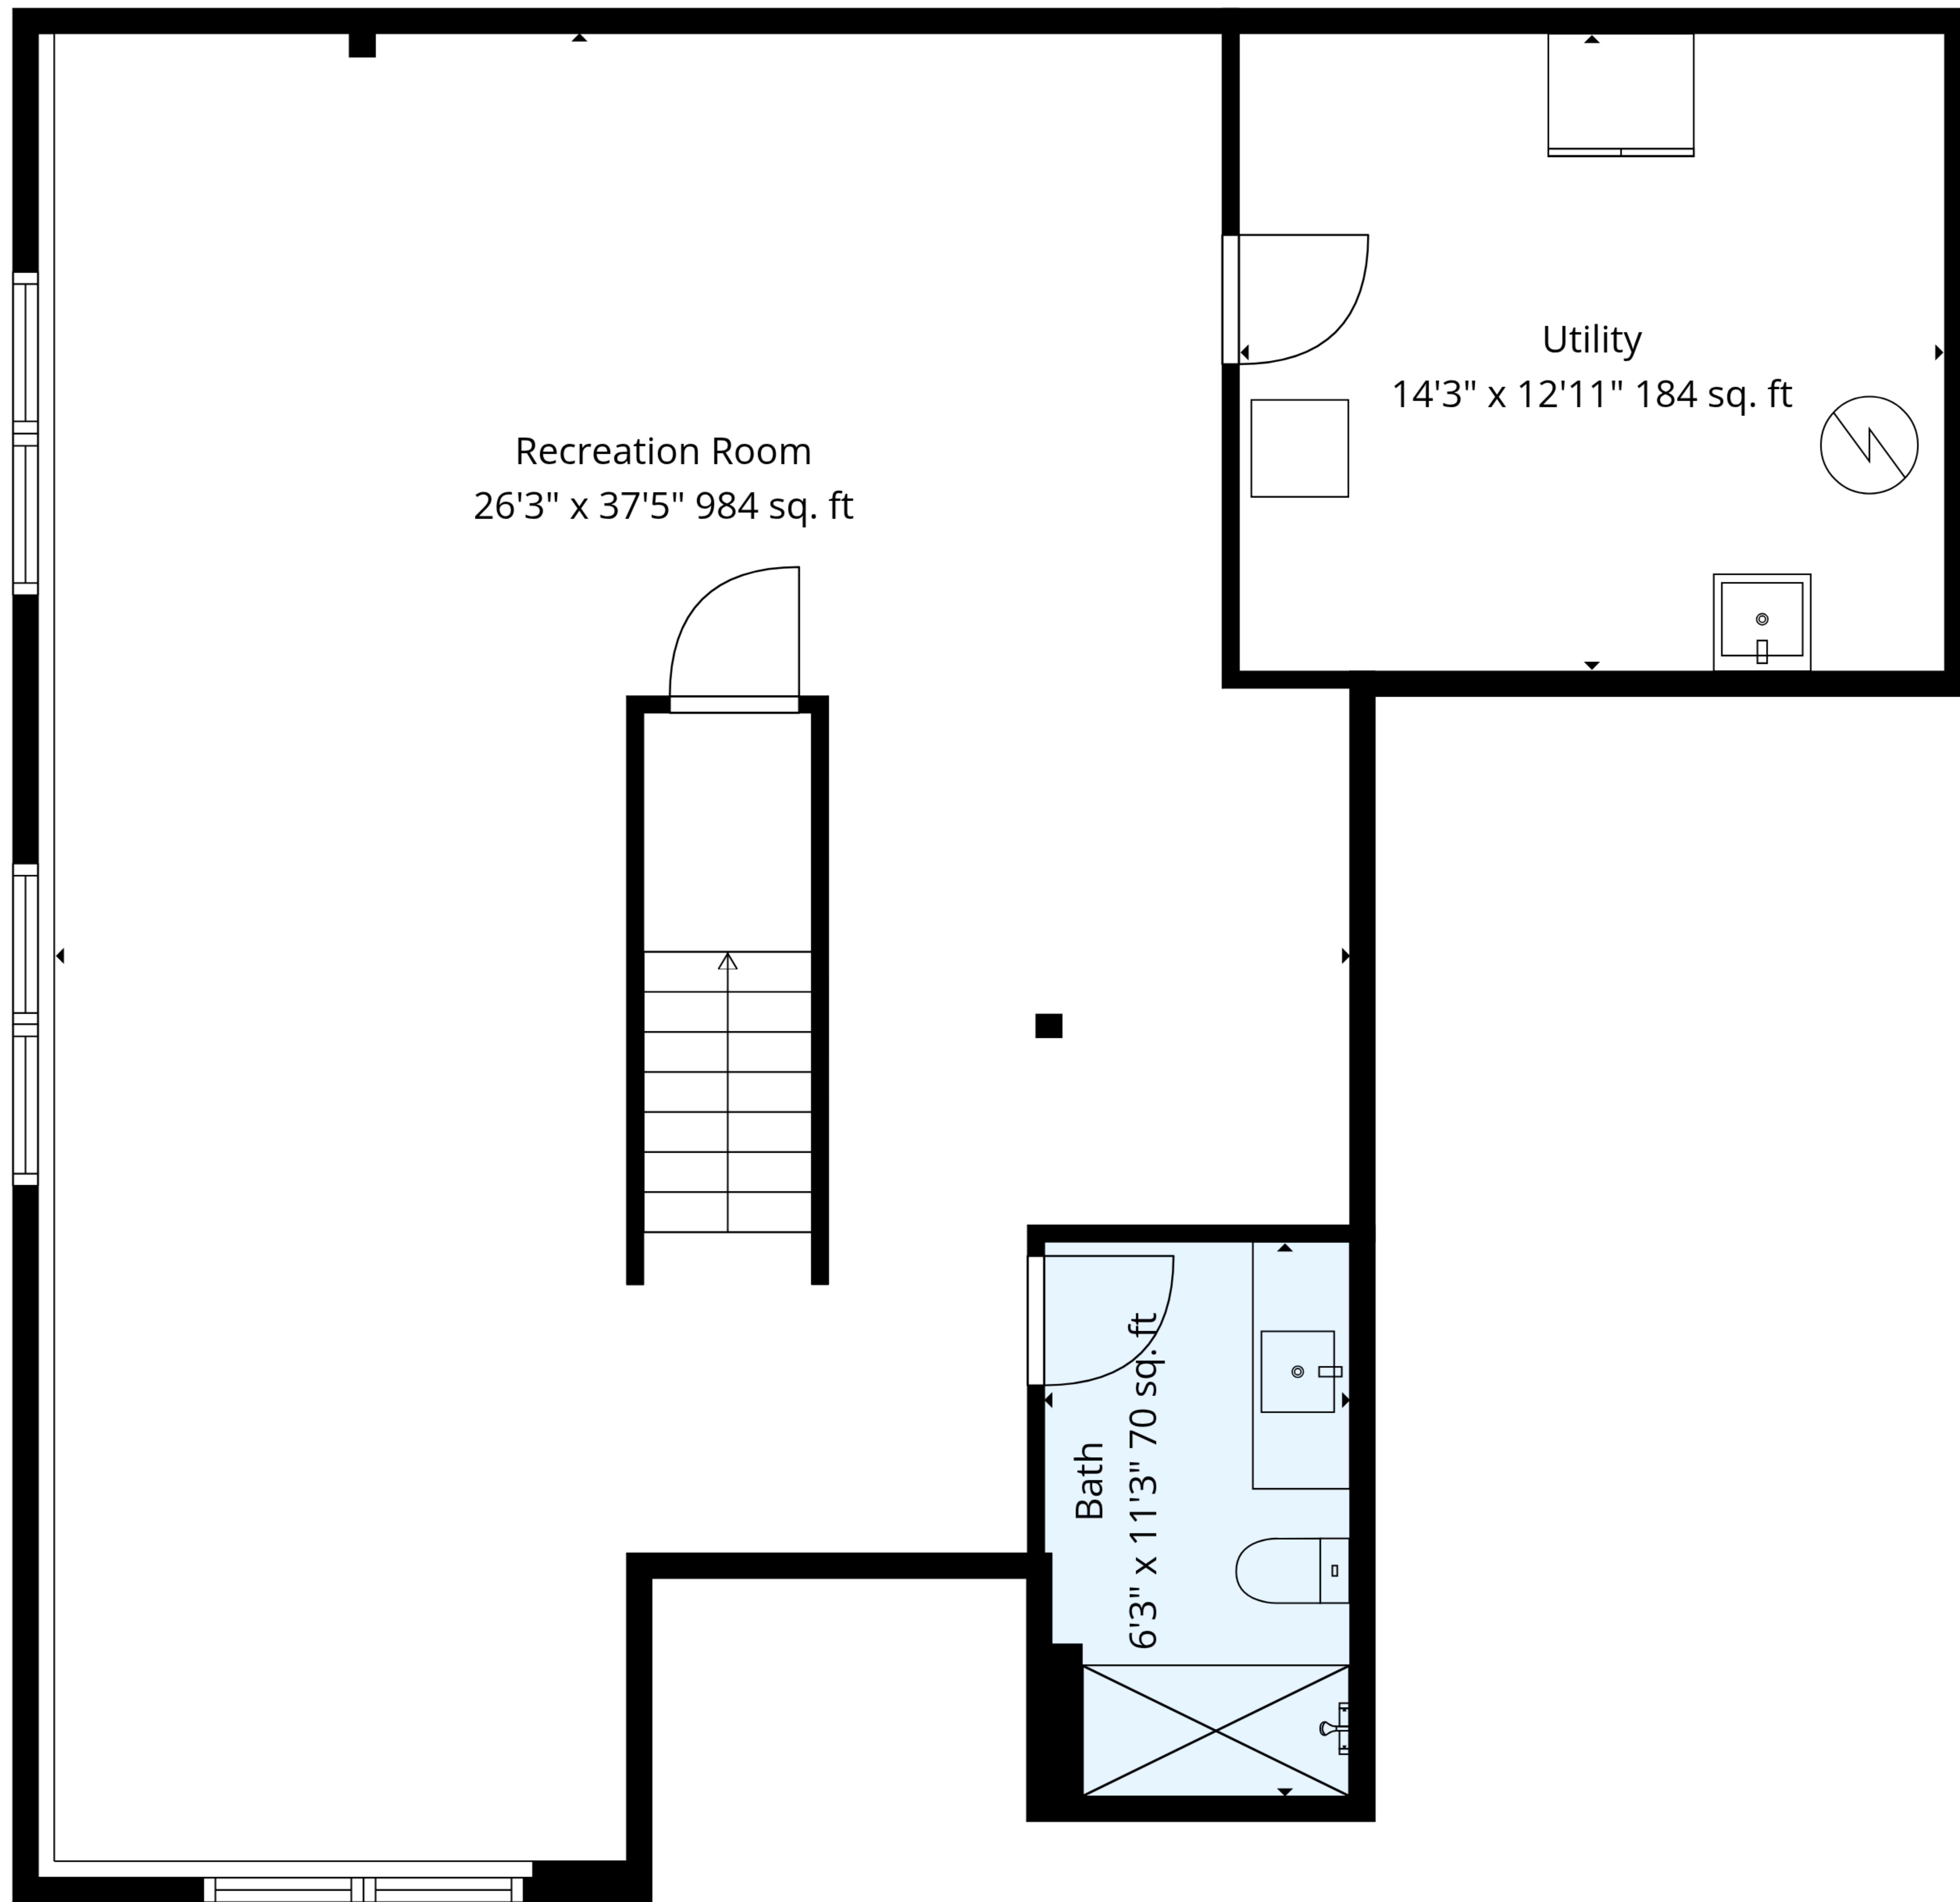 Utility
14'3" x 12'11" 184 sq. ft
Recreation Room
26'3" x 37'5" 984 sq. ft
Bath
6'3" x 11'3" 70 sq. ft